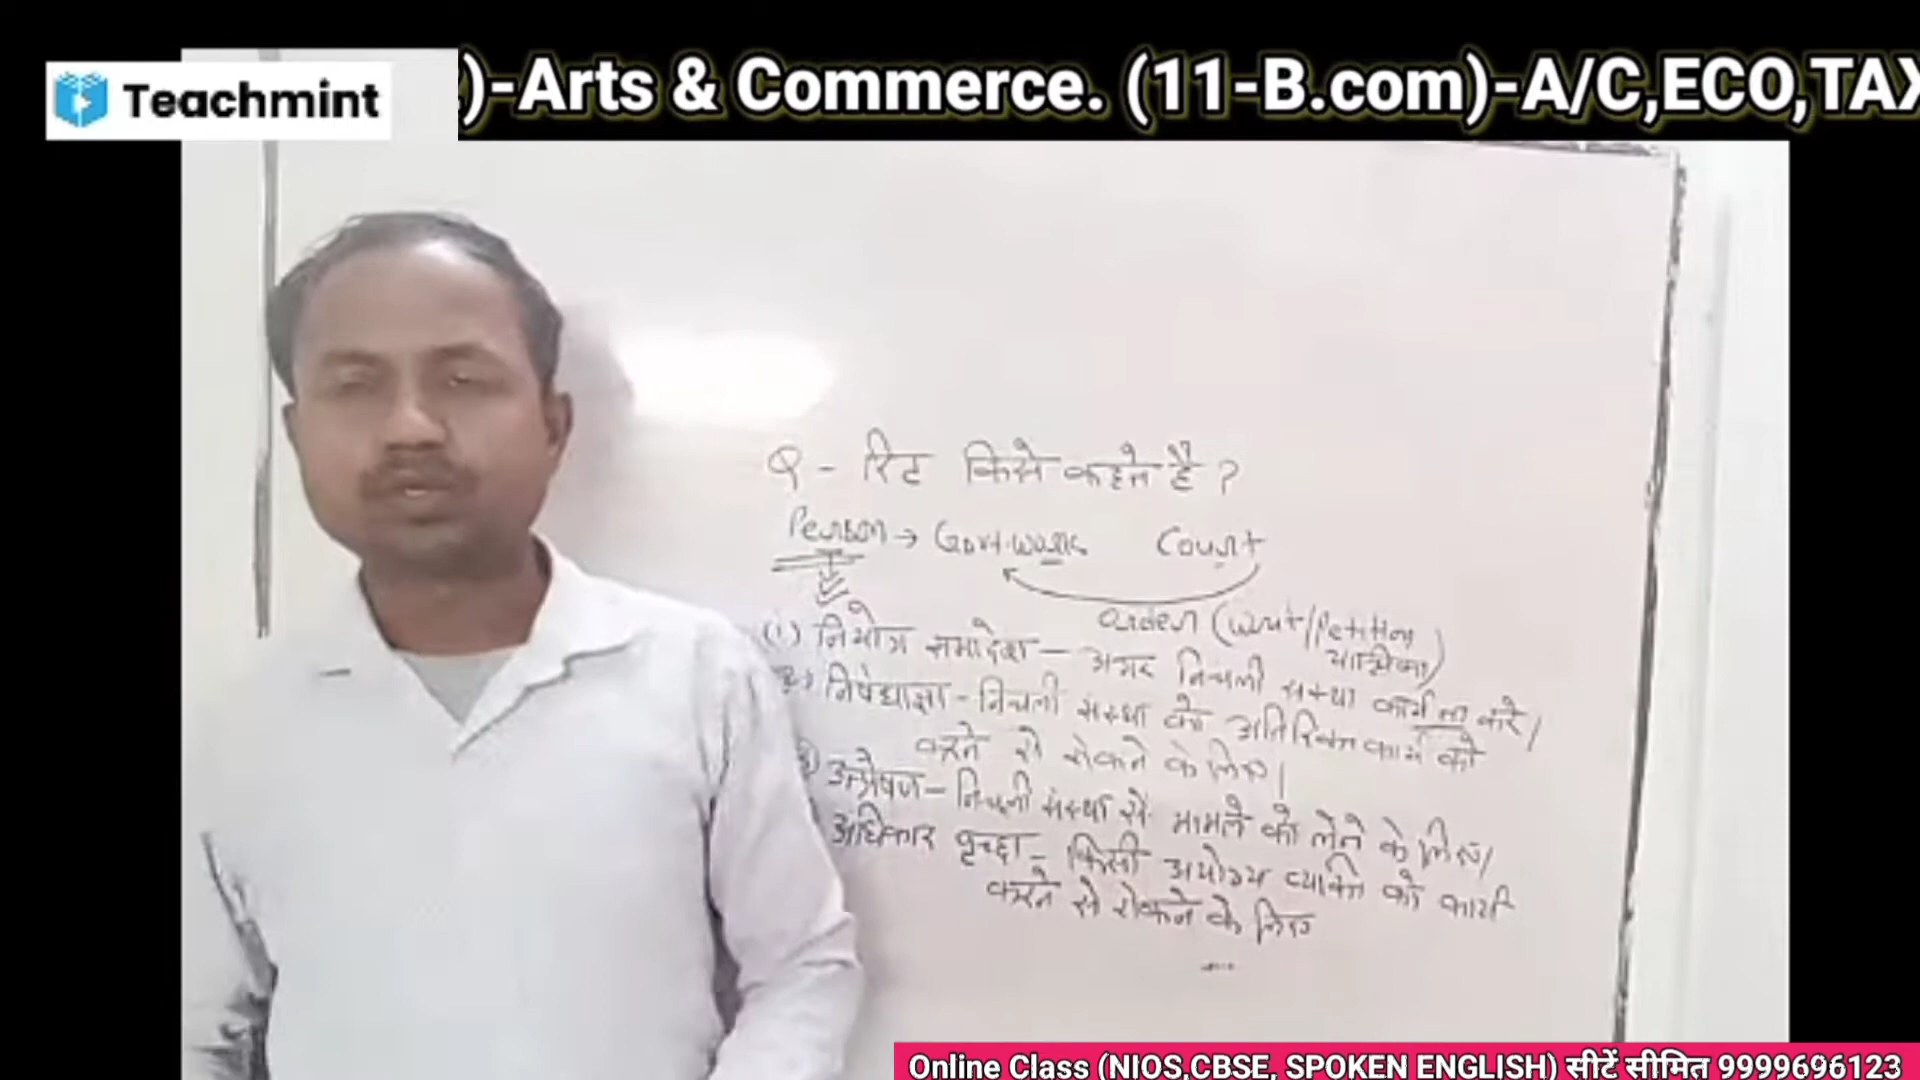 Teachmint
)-Arts & Commerce. (11-B.com)-A/C,ECO,TAX
Q - रिट किसे कहते है ?
Person → Govt. works Court
order (writ/Petition
याचिका)
(1) नियोग समादेश - अगर निचली संस्था कार्य ना करे।
(2) निषेधाज्ञा - निचली संस्था को अतिरिक्त कार्य को
करने से रोकने के लिए।
उत्प्रेषण - निचली संस्था से मामले को लेने के लिए।
अधिकार पृच्छा - किसी अयोग्य व्यक्ति को कार्य
करने से रोकने के लिए
Online Class (NIOS,CBSE, SPOKEN ENGLISH) सीटें सीमित 9999696123